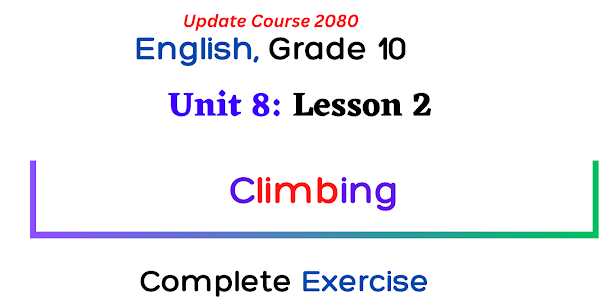 Update Course 2080
English, Grade 10
Unit 8: Lesson 2
Climbing
Complete Exercise